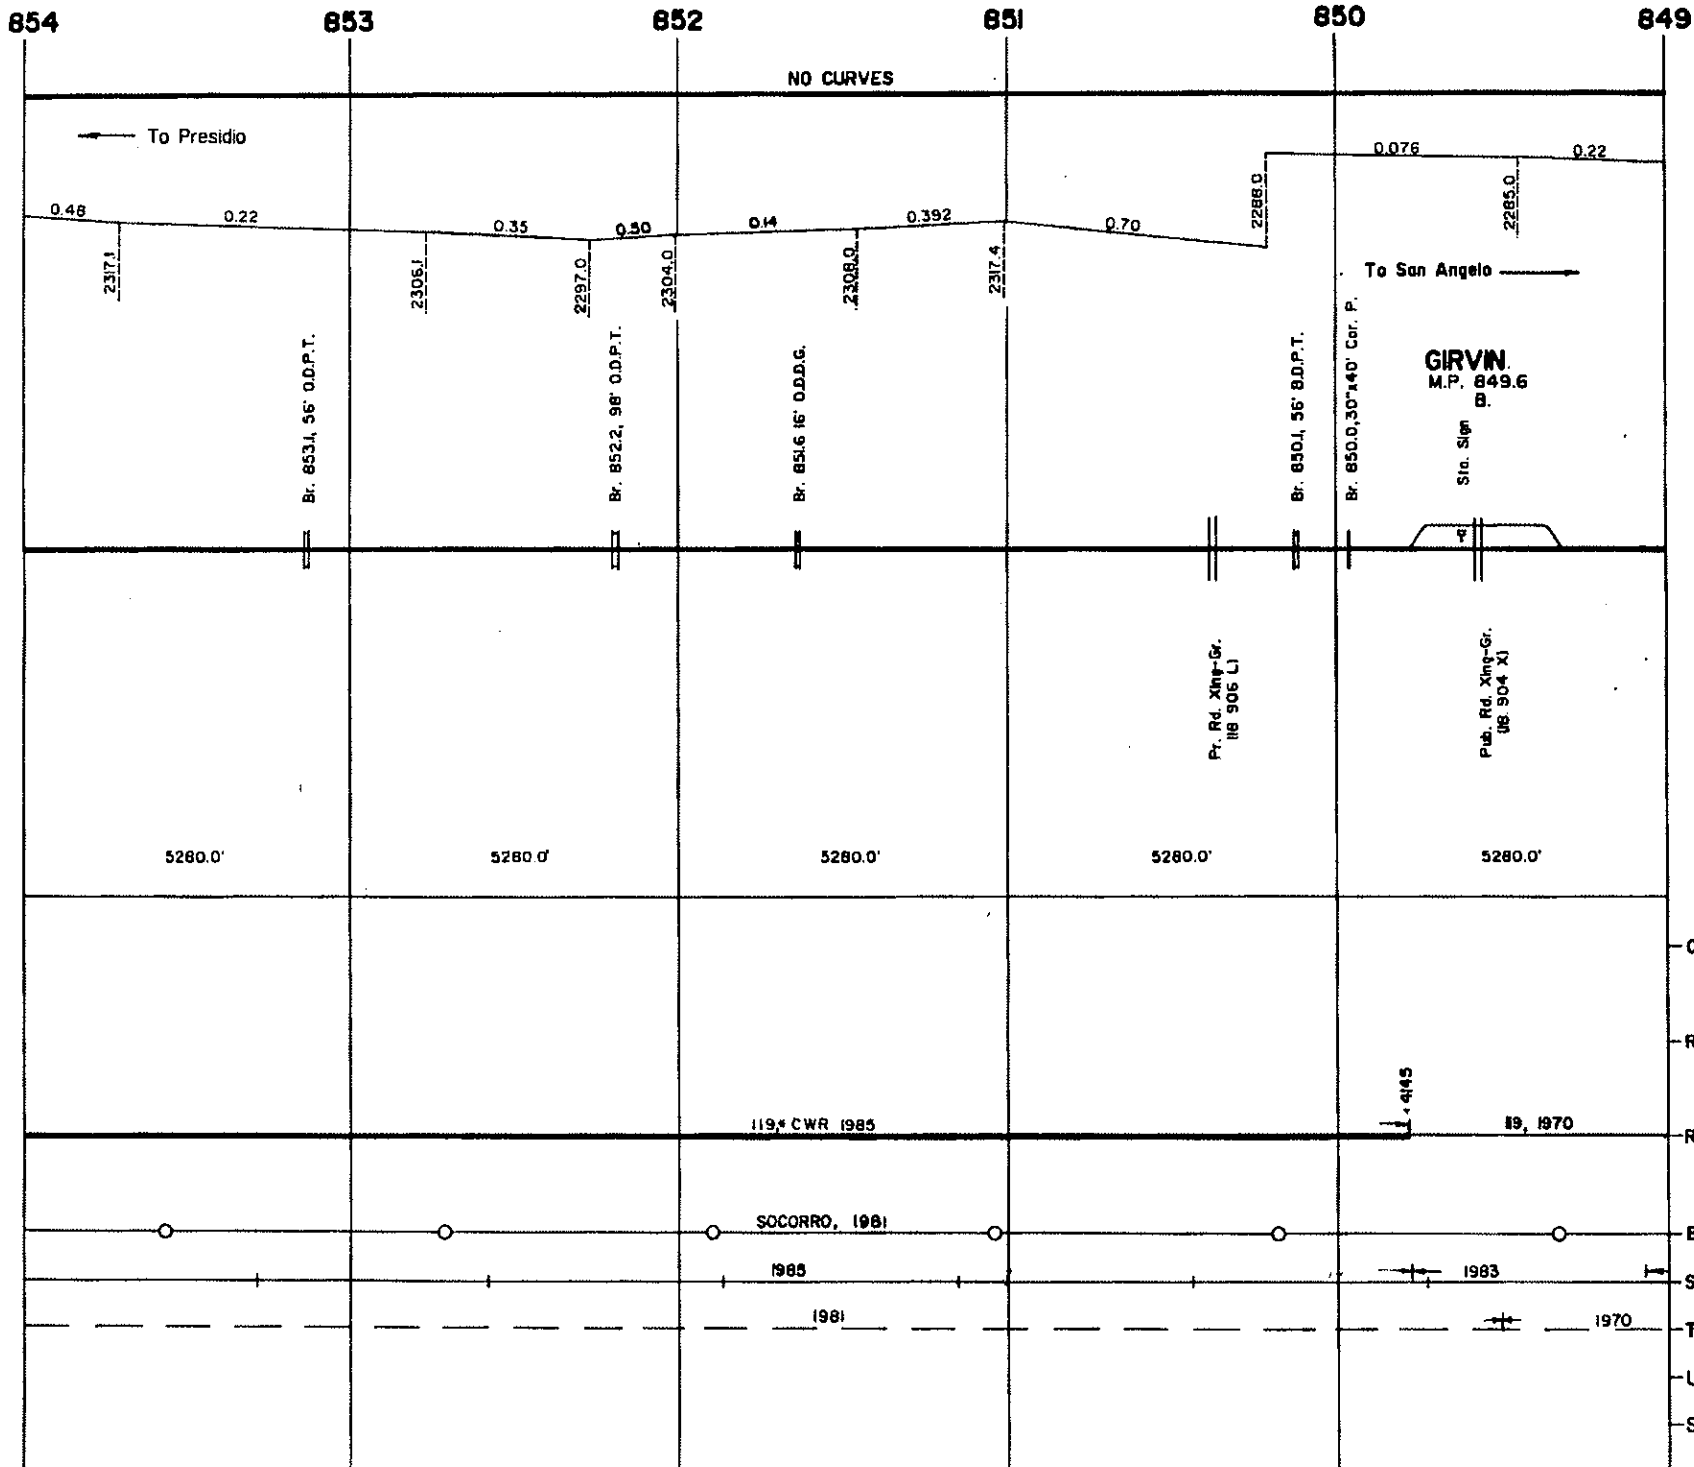 854 853 852 851 850 849
NO CURVES
To Presidio
0.48 0.22 0.35 0.50 0.14 0.392 0.70 0.076 0.22
2317.1 2306.1 2297.0 2304.0 2308.0 2317.4 2288.0 2285.0
To San Angelo
Br. 853.1, 56' O.D.P.T.
Br. 852.2, 98' O.D.P.T.
Br. 851.6 16' O.D.D.G.
Br. 850.1, 56' B.D.P.T.
Br. 850.0, 30"x40' Cor. P.
GIRVIN.
M.P. 849.6
B.
Sta. Sign
Pr. Rd. Xing-Gr.
118 906 L)
Pub. Rd. Xing-Gr.
(118 904 X)
5280.0' 5280.0' 5280.0' 5280.0' 5280.0'
C
R
4145
119,# CWR 1985 119, 1970
R
SOCORRO, 1981
B
1985 1983
S
1981 1970
T
U
S